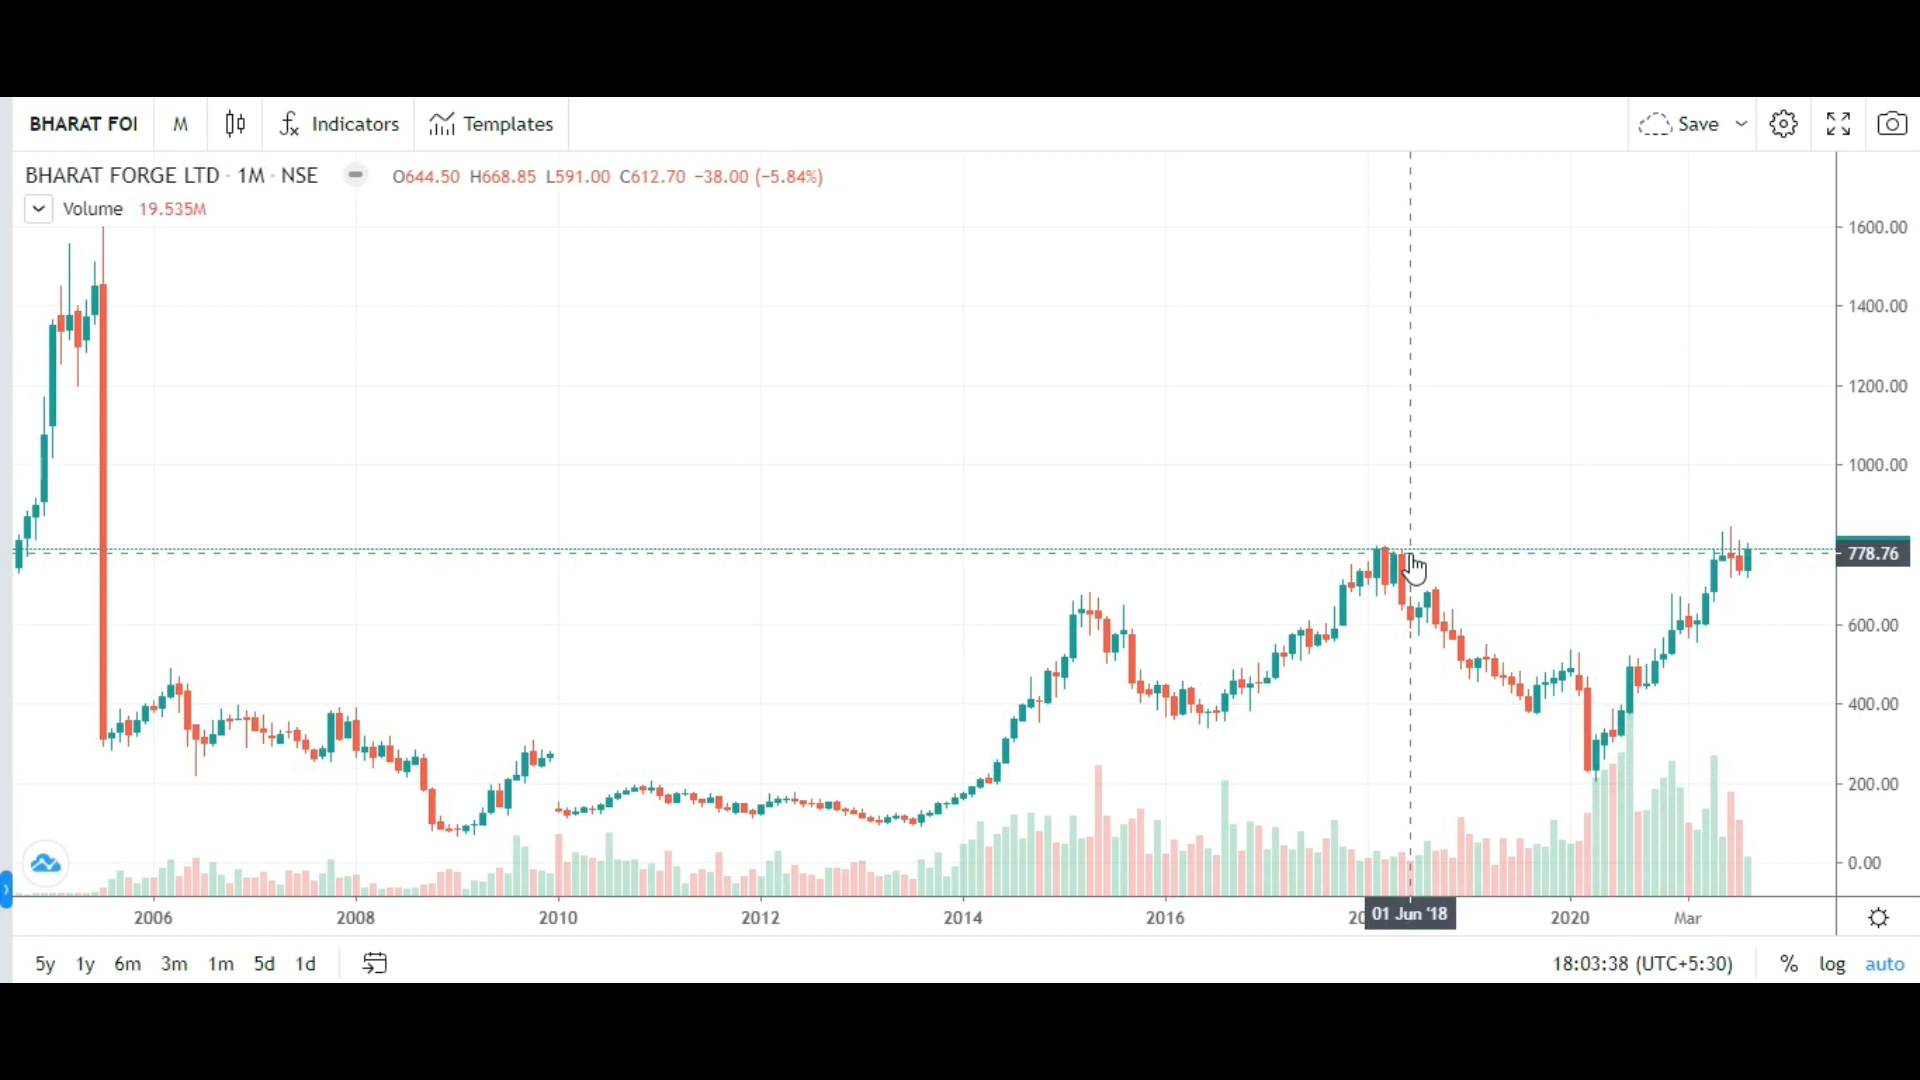 BHARAT FOI M Indicators Templates Save
BHARAT FORGE LTD · 1M · NSE O644.50 H668.85 L591.00 C612.70 −38.00 (−5.84%)
Volume 19.535M
1600.00
1400.00
1200.00
1000.00
778.76
600.00
400.00
200.00
0.00
2006 2008 2010 2012 2014 2016 20 01 Jun '18 2020 Mar
5y 1y 6m 3m 1m 5d 1d 18:03:38 (UTC+5:30) % log auto